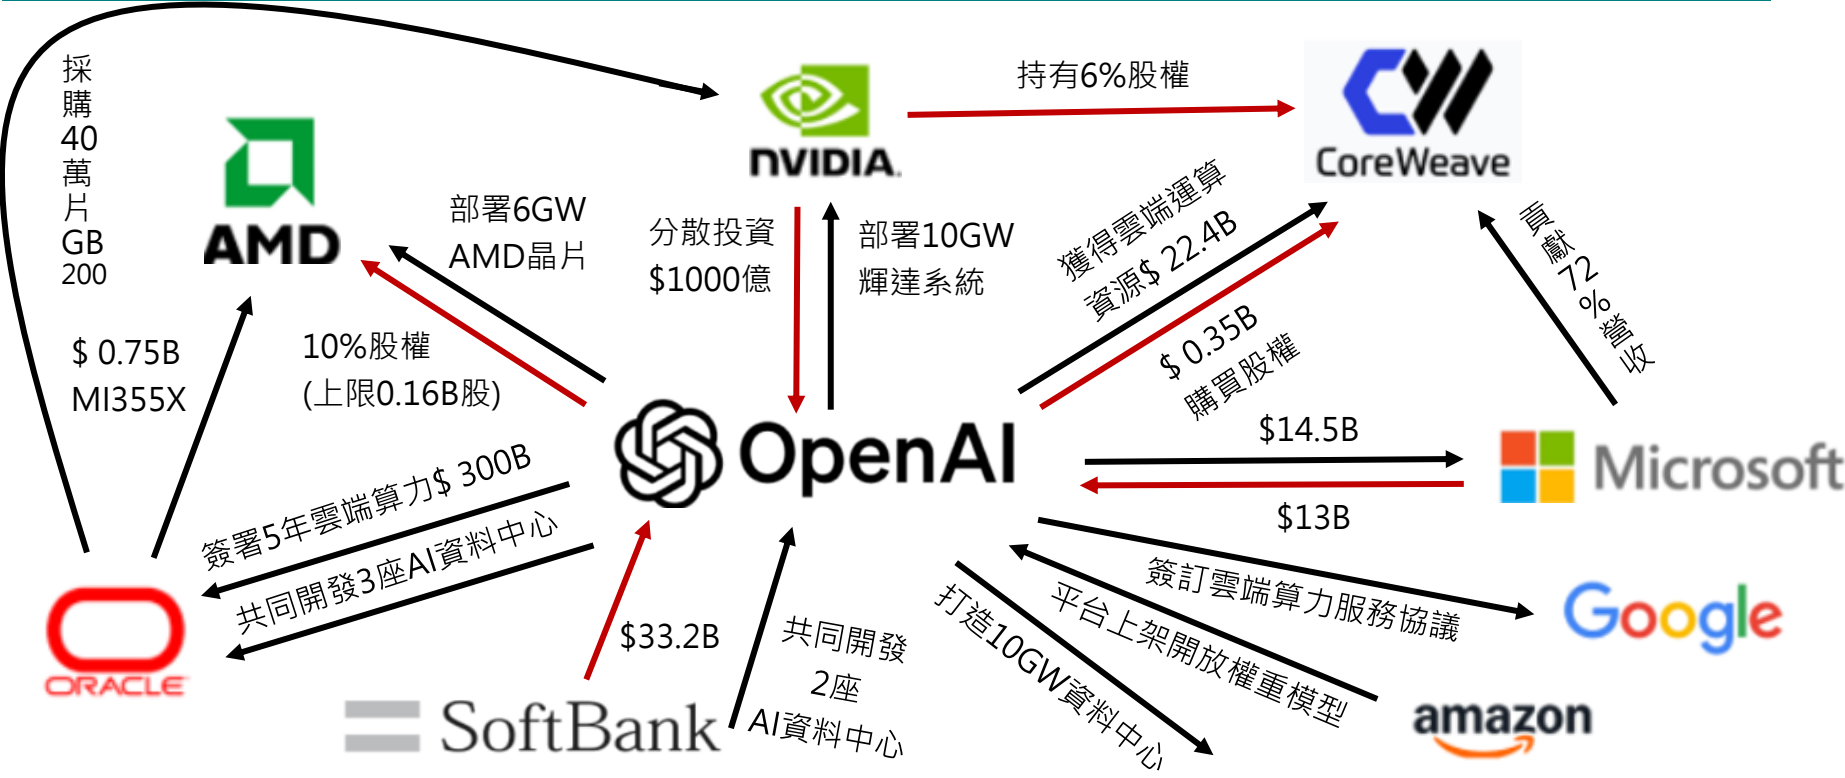 採
購
40
萬
片
GB
200
AMD
$ 0.75B
MI355X
部署6GW
AMD晶片
10%股權
(上限0.16B股)
NVIDIA.
持有6%股權
CoreWeave
分散投資
$1000億
部署10GW
輝達系統
獲得雲端運算
資源$ 22.4B
$ 0.35B
購買股權
貢
獻
72
%
營
收
OpenAI
$14.5B
$13B
Microsoft
簽署5年雲端算力$ 300B
共同開發3座AI資料中心
ORACLE
$33.2B
SoftBank
共同開發
2座
AI資料中心
簽訂雲端算力服務協議
Google
平台上架開放權重模型
amazon
打造10GW資料中心